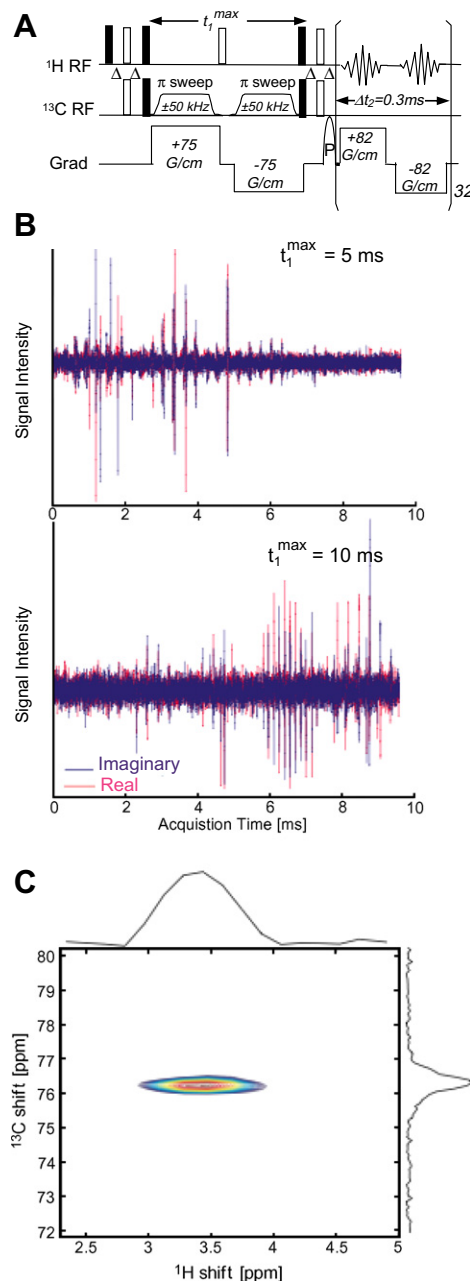 A
t₁ᵐᵃˣ
¹H RF
Δ Δ Δ Δ
π sweep π sweep
¹³C RF ±50 kHz ±50 kHz
Δt₂=0.3ms
Grad +75 G/cm -75 G/cm P +82 G/cm -82 G/cm 32
B
t₁ᵐᵃˣ = 5 ms
Signal Intensity
0 2 4 6 8 10
t₁ᵐᵃˣ = 10 ms
Signal Intensity
Imaginary
Real
0 2 4 6 8 10
Acquistion Time [ms]
C
80
79
78
77
76
75
74
73
72
¹³C shift [ppm]
2.5 3 3.5 4 4.5 5
¹H shift [ppm]